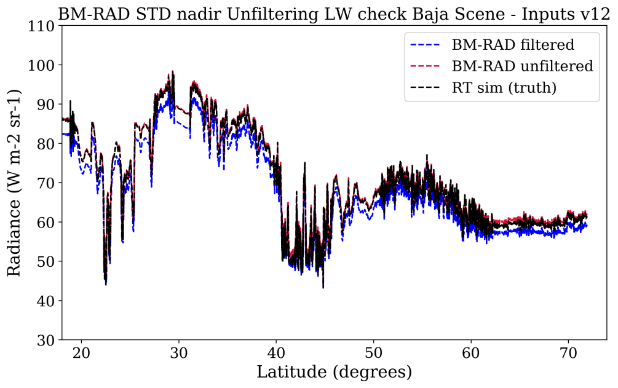 BM-RAD STD nadir Unfiltering LW check Baja Scene - Inputs v12
110
100
90
80
70
60
50
40
30
Radiance (W m-2 sr-1)
BM-RAD filtered
BM-RAD unfiltered
RT sim (truth)
20 30 40 50 60 70
Latitude (degrees)